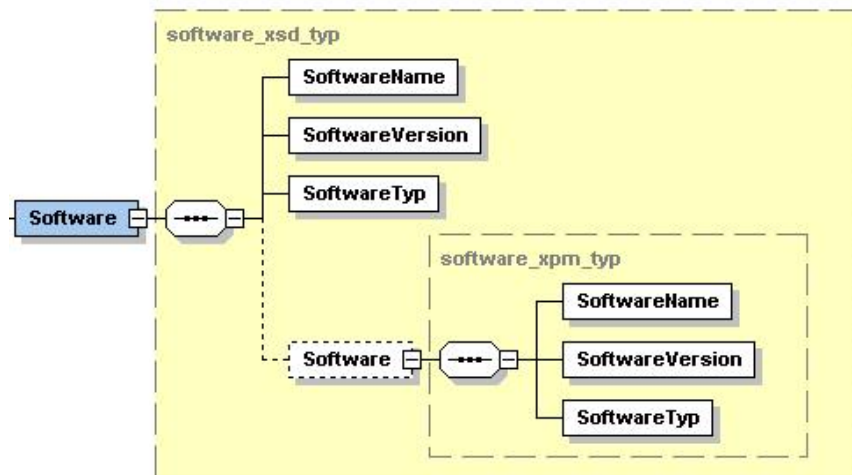 software_xsd_typ
SoftwareName
SoftwareVersion
SoftwareTyp
Software
software_xpm_typ
SoftwareName
Software
SoftwareVersion
SoftwareTyp